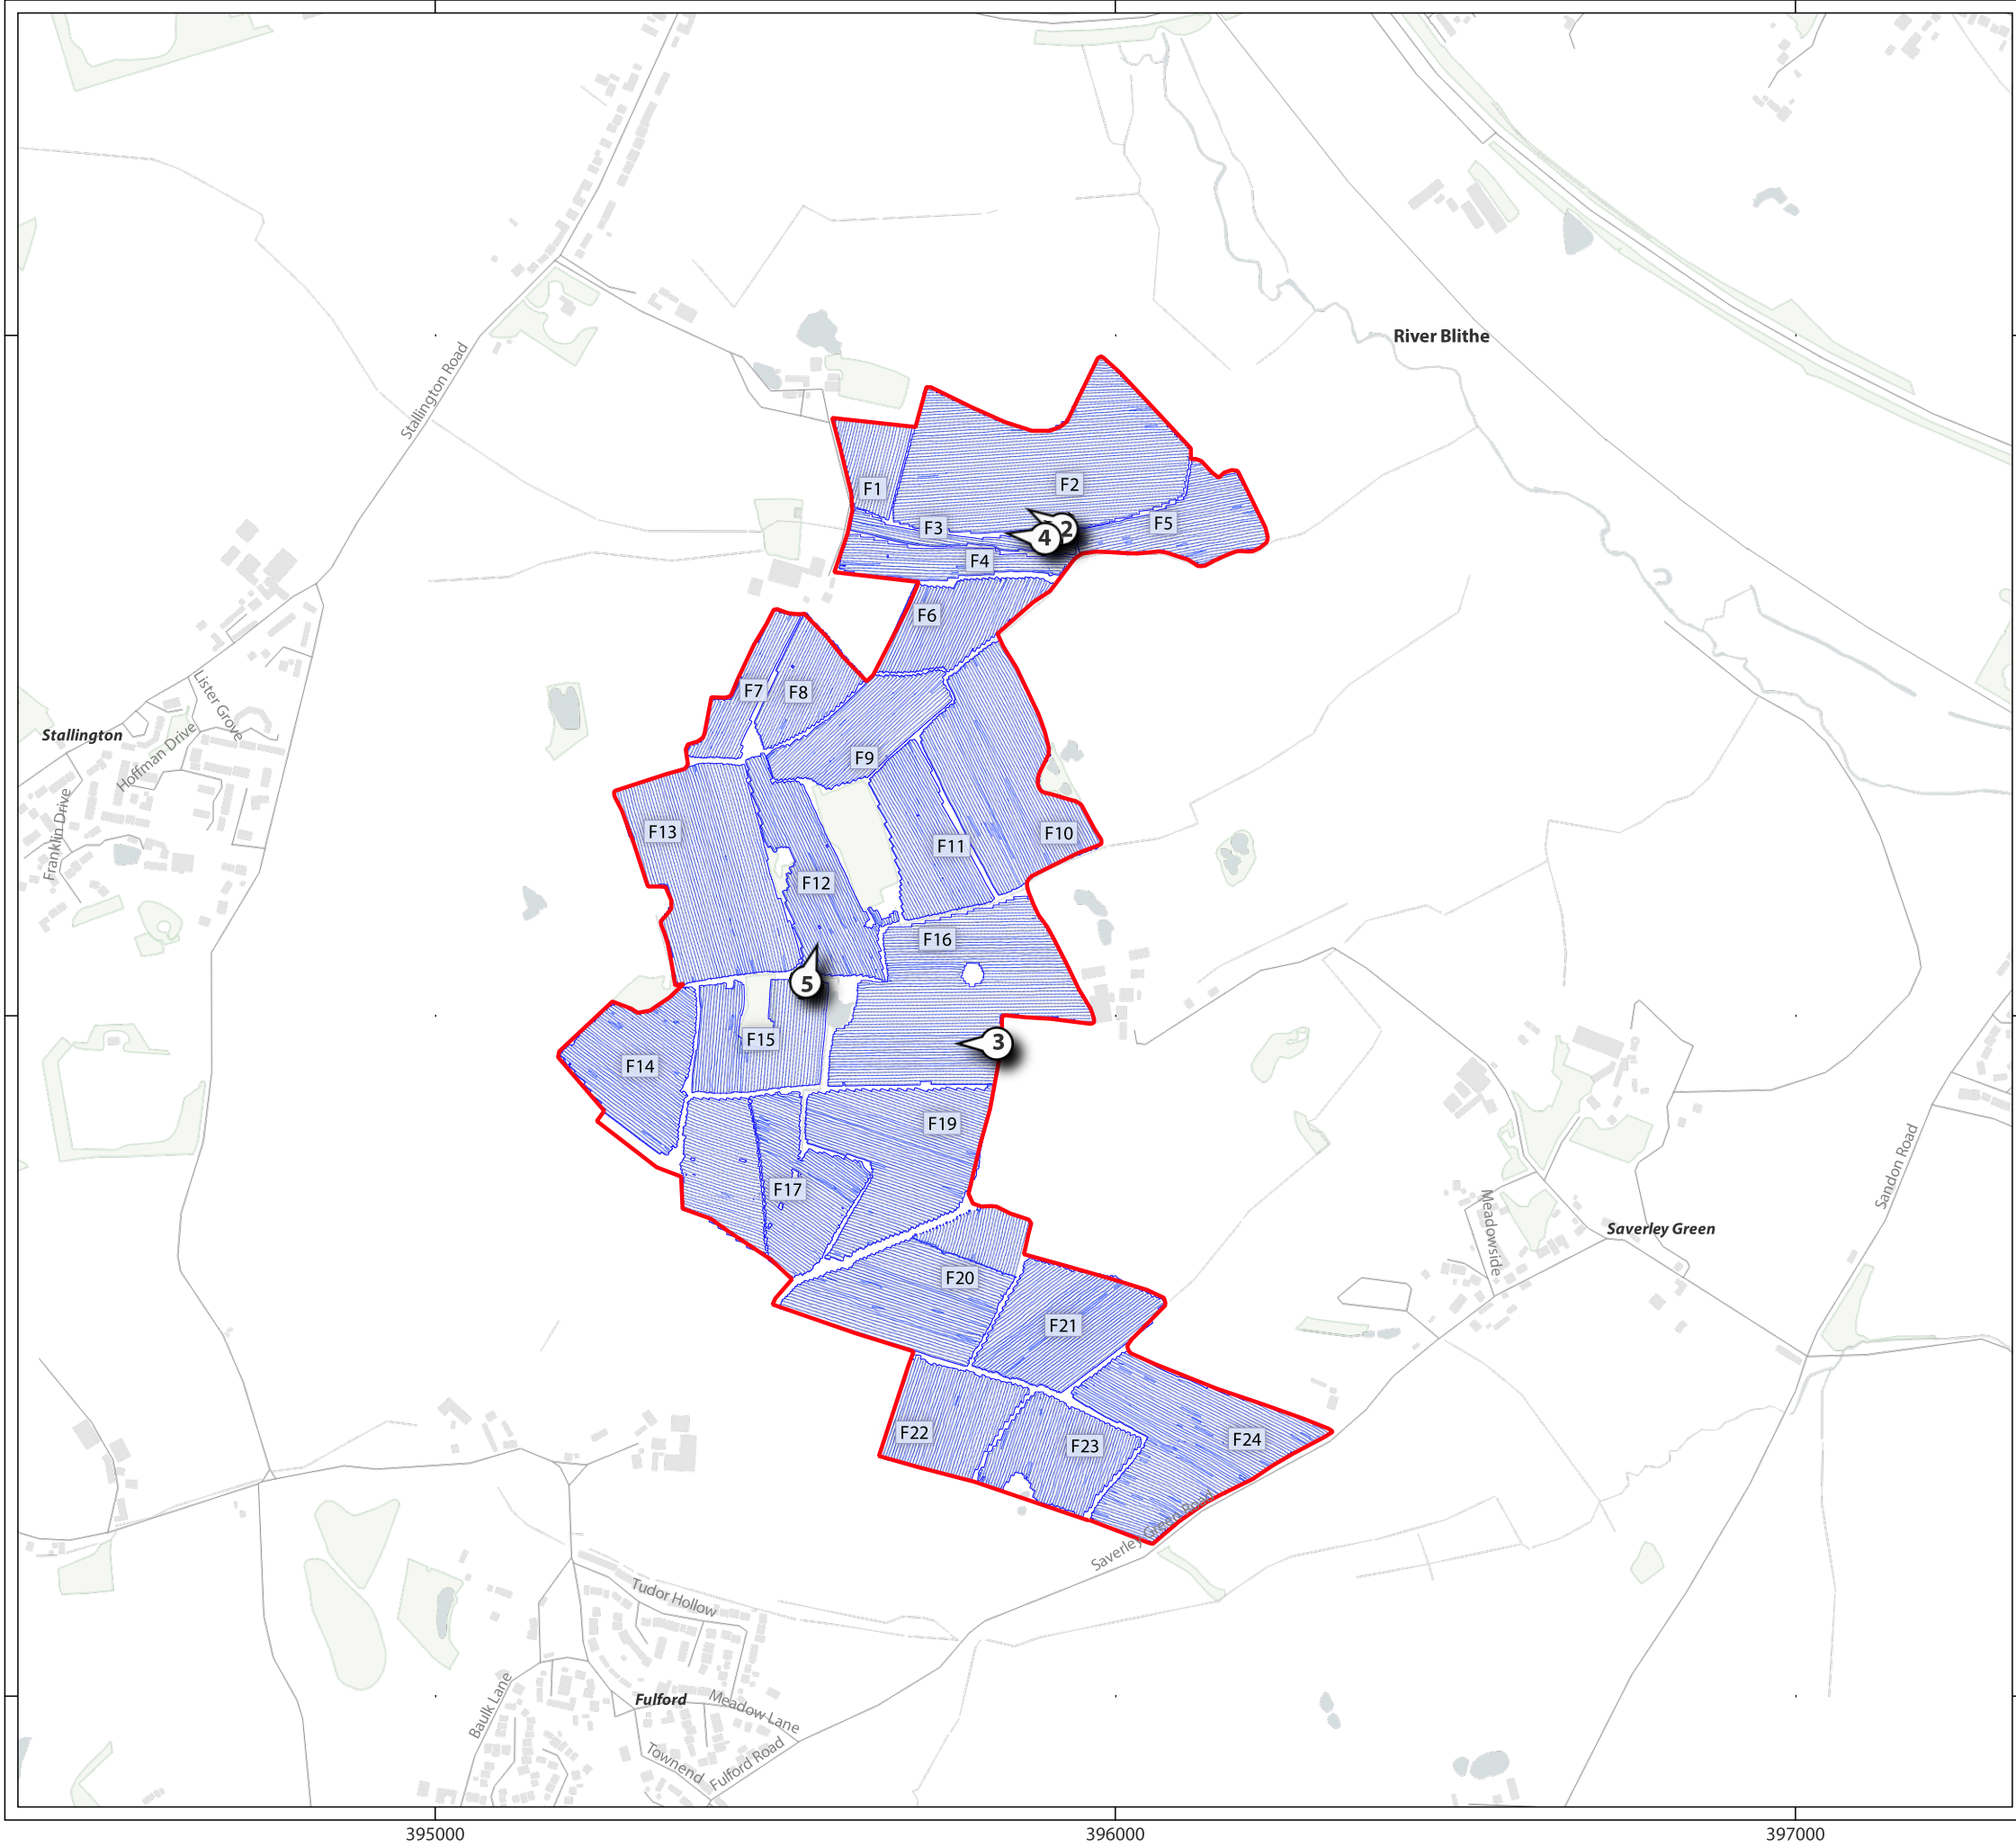 River Blithe
Stallington Road
F1
F2
F3
2
4
F5
F4
F6
Lister Grove
F7
F8
Stallington
Hoffman Drive
F9
Franklin Drive
F13
F10
F11
F12
F16
5
F15
3
F14
F19
Sandon Road
F17
Meadowside
Saverley Green
F20
F21
F22
F23
F24
Saverley Green Road
Tudor Hollow
Baulk Lane
Fulford
Meadow Lane
Townend
Fulford Road
395000
396000
397000